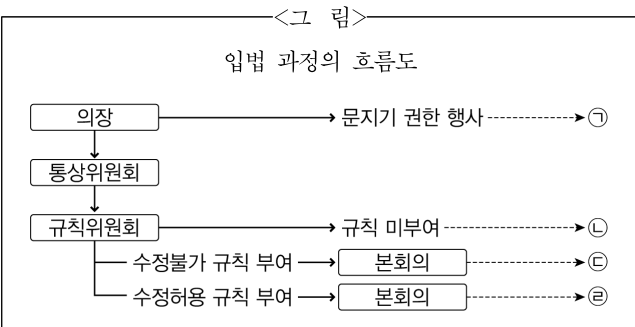 <그 림>
입법 과정의 흐름도
의장 문지기 권한 행사 ㉠
통상위원회
규칙위원회 규칙 미부여 ㉡
수정불가 규칙 부여 본회의 ㉢
수정허용 규칙 부여 본회의 ㉣